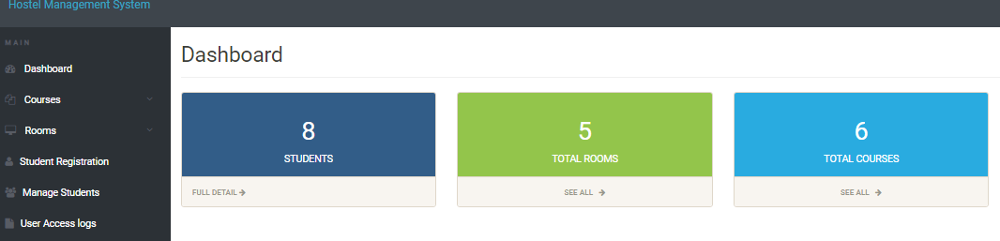 Hostel Management System
MAIN
Dashboard
Courses
Rooms
Student Registration
Manage Students
User Access logs
Dashboard
8
STUDENTS
FULL DETAIL
5
TOTAL ROOMS
SEE ALL
6
TOTAL COURSES
SEE ALL